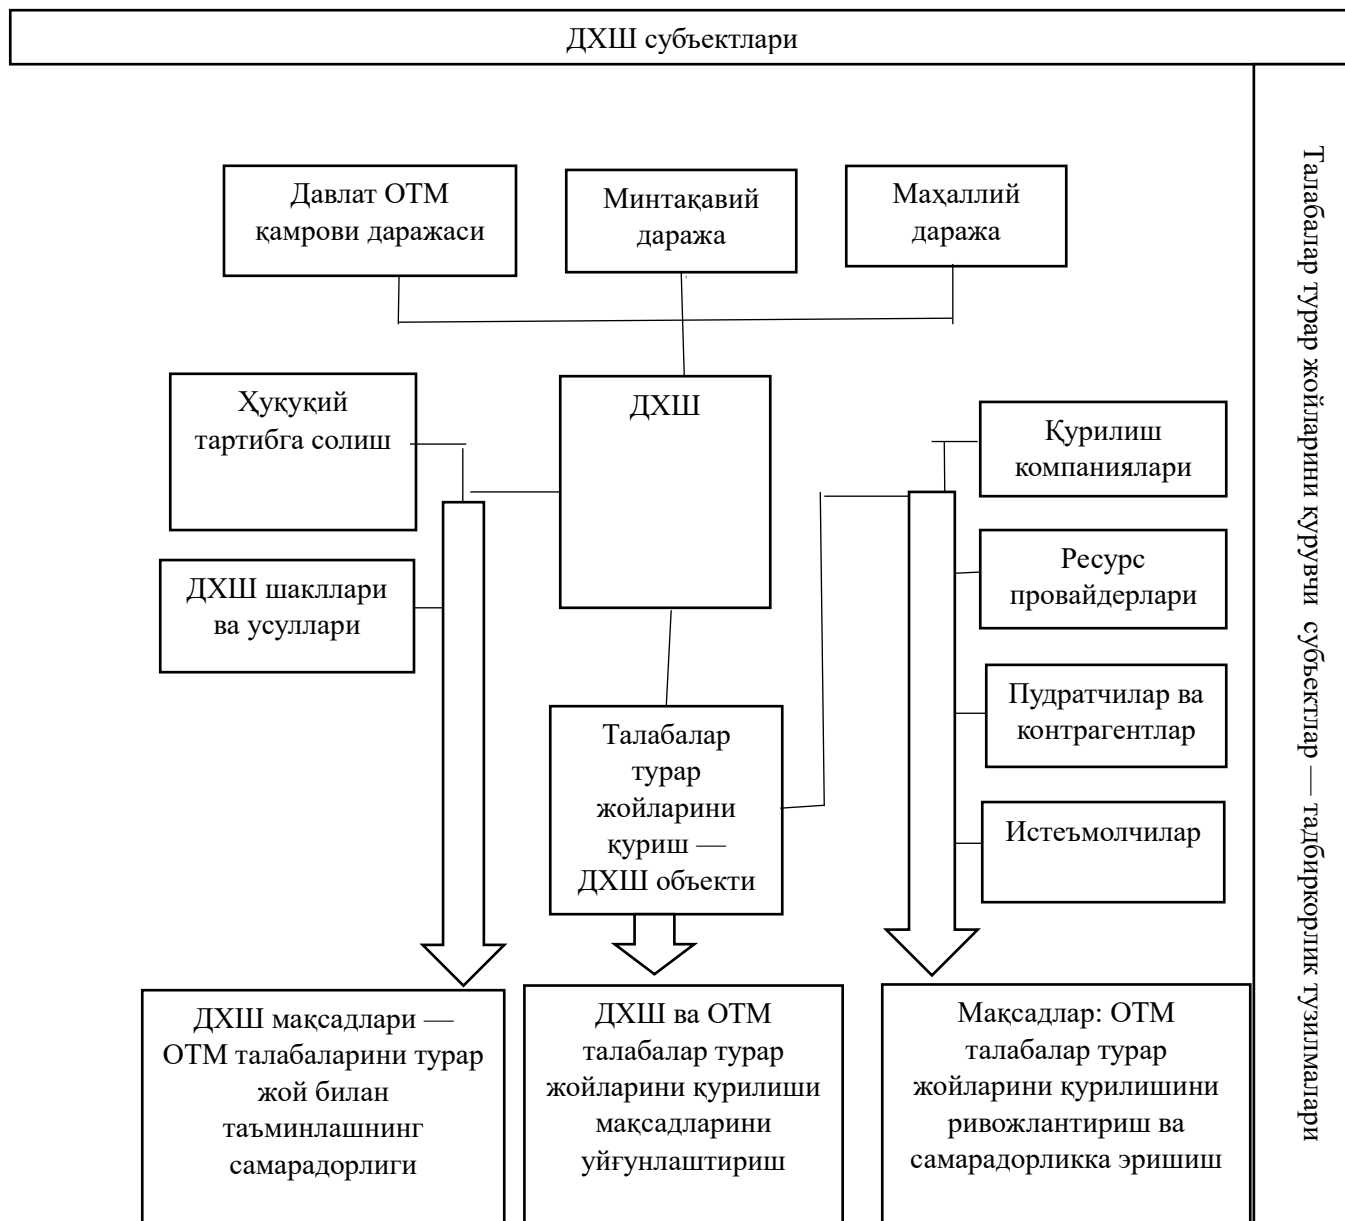 ДХШ субъектлари
Давлат ОТМ
қамрови даражаси
Минтақавий
даража
Маҳаллий
даража
Ҳуқуқий
тартибга солиш
ДХШ
Қурилиш
компаниялари
ДХШ шакллари
ва усуллари
Ресурс
провайдерлари
Пудратчилар ва
контрагентлар
Талабалар
турар
жойларини
қуриш —
ДХШ объекти
Истеъмолчилар
ДХШ мақсадлари —
ОТМ талабаларини турар
жой билан
таъминлашнинг
самарадорлиги
ДХШ ва ОТМ
талабалар турар
жойларини қурилиши
мақсадларини
уйғунлаштириш
Мақсадлар: ОТМ
талабалар турар
жойларини қурилишини
ривожлантириш ва
самарадорликка эришиш
Талабалар турар жойларини қурувчи субъектлар — тадбиркорлик тузилмалари